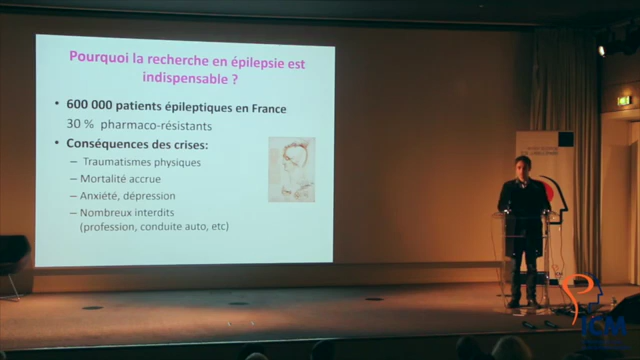 Pourquoi la recherche en épilepsie est
indispensable ?
• 600 000 patients épileptiques en France
30 % pharmaco-résistants
• Conséquences des crises:
– Traumatismes physiques
– Mortalité accrue
– Anxiété, dépression
– Nombreux interdits
(profession, conduite auto, etc)
ICM